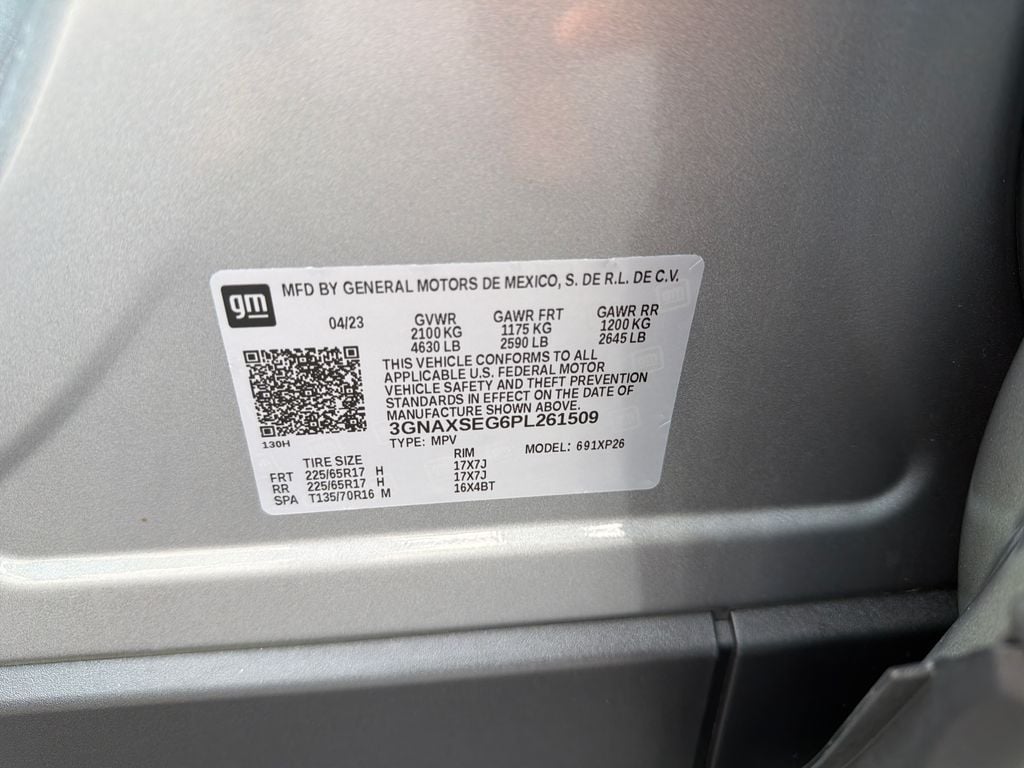 gm
MFD BY GENERAL MOTORS DE MEXICO, S. DE R.L. DE C.V.
04/23 GVWR GAWR FRT GAWR RR
2100 KG 1175 KG 1200 KG
4630 LB 2590 LB 2645 LB
THIS VEHICLE CONFORMS TO ALL
APPLICABLE U.S. FEDERAL MOTOR
VEHICLE SAFETY AND THEFT PREVENTION
STANDARDS IN EFFECT ON THE DATE OF
MANUFACTURE SHOWN ABOVE.
3GNAXSEG6PL261509
130H
TYPE: MPV MODEL: 691XP26
TIRE SIZE RIM
FRT 225/65R17 H 17X7J
RR 225/65R17 H 17X7J
SPA T135/70R16 M 16X4BT